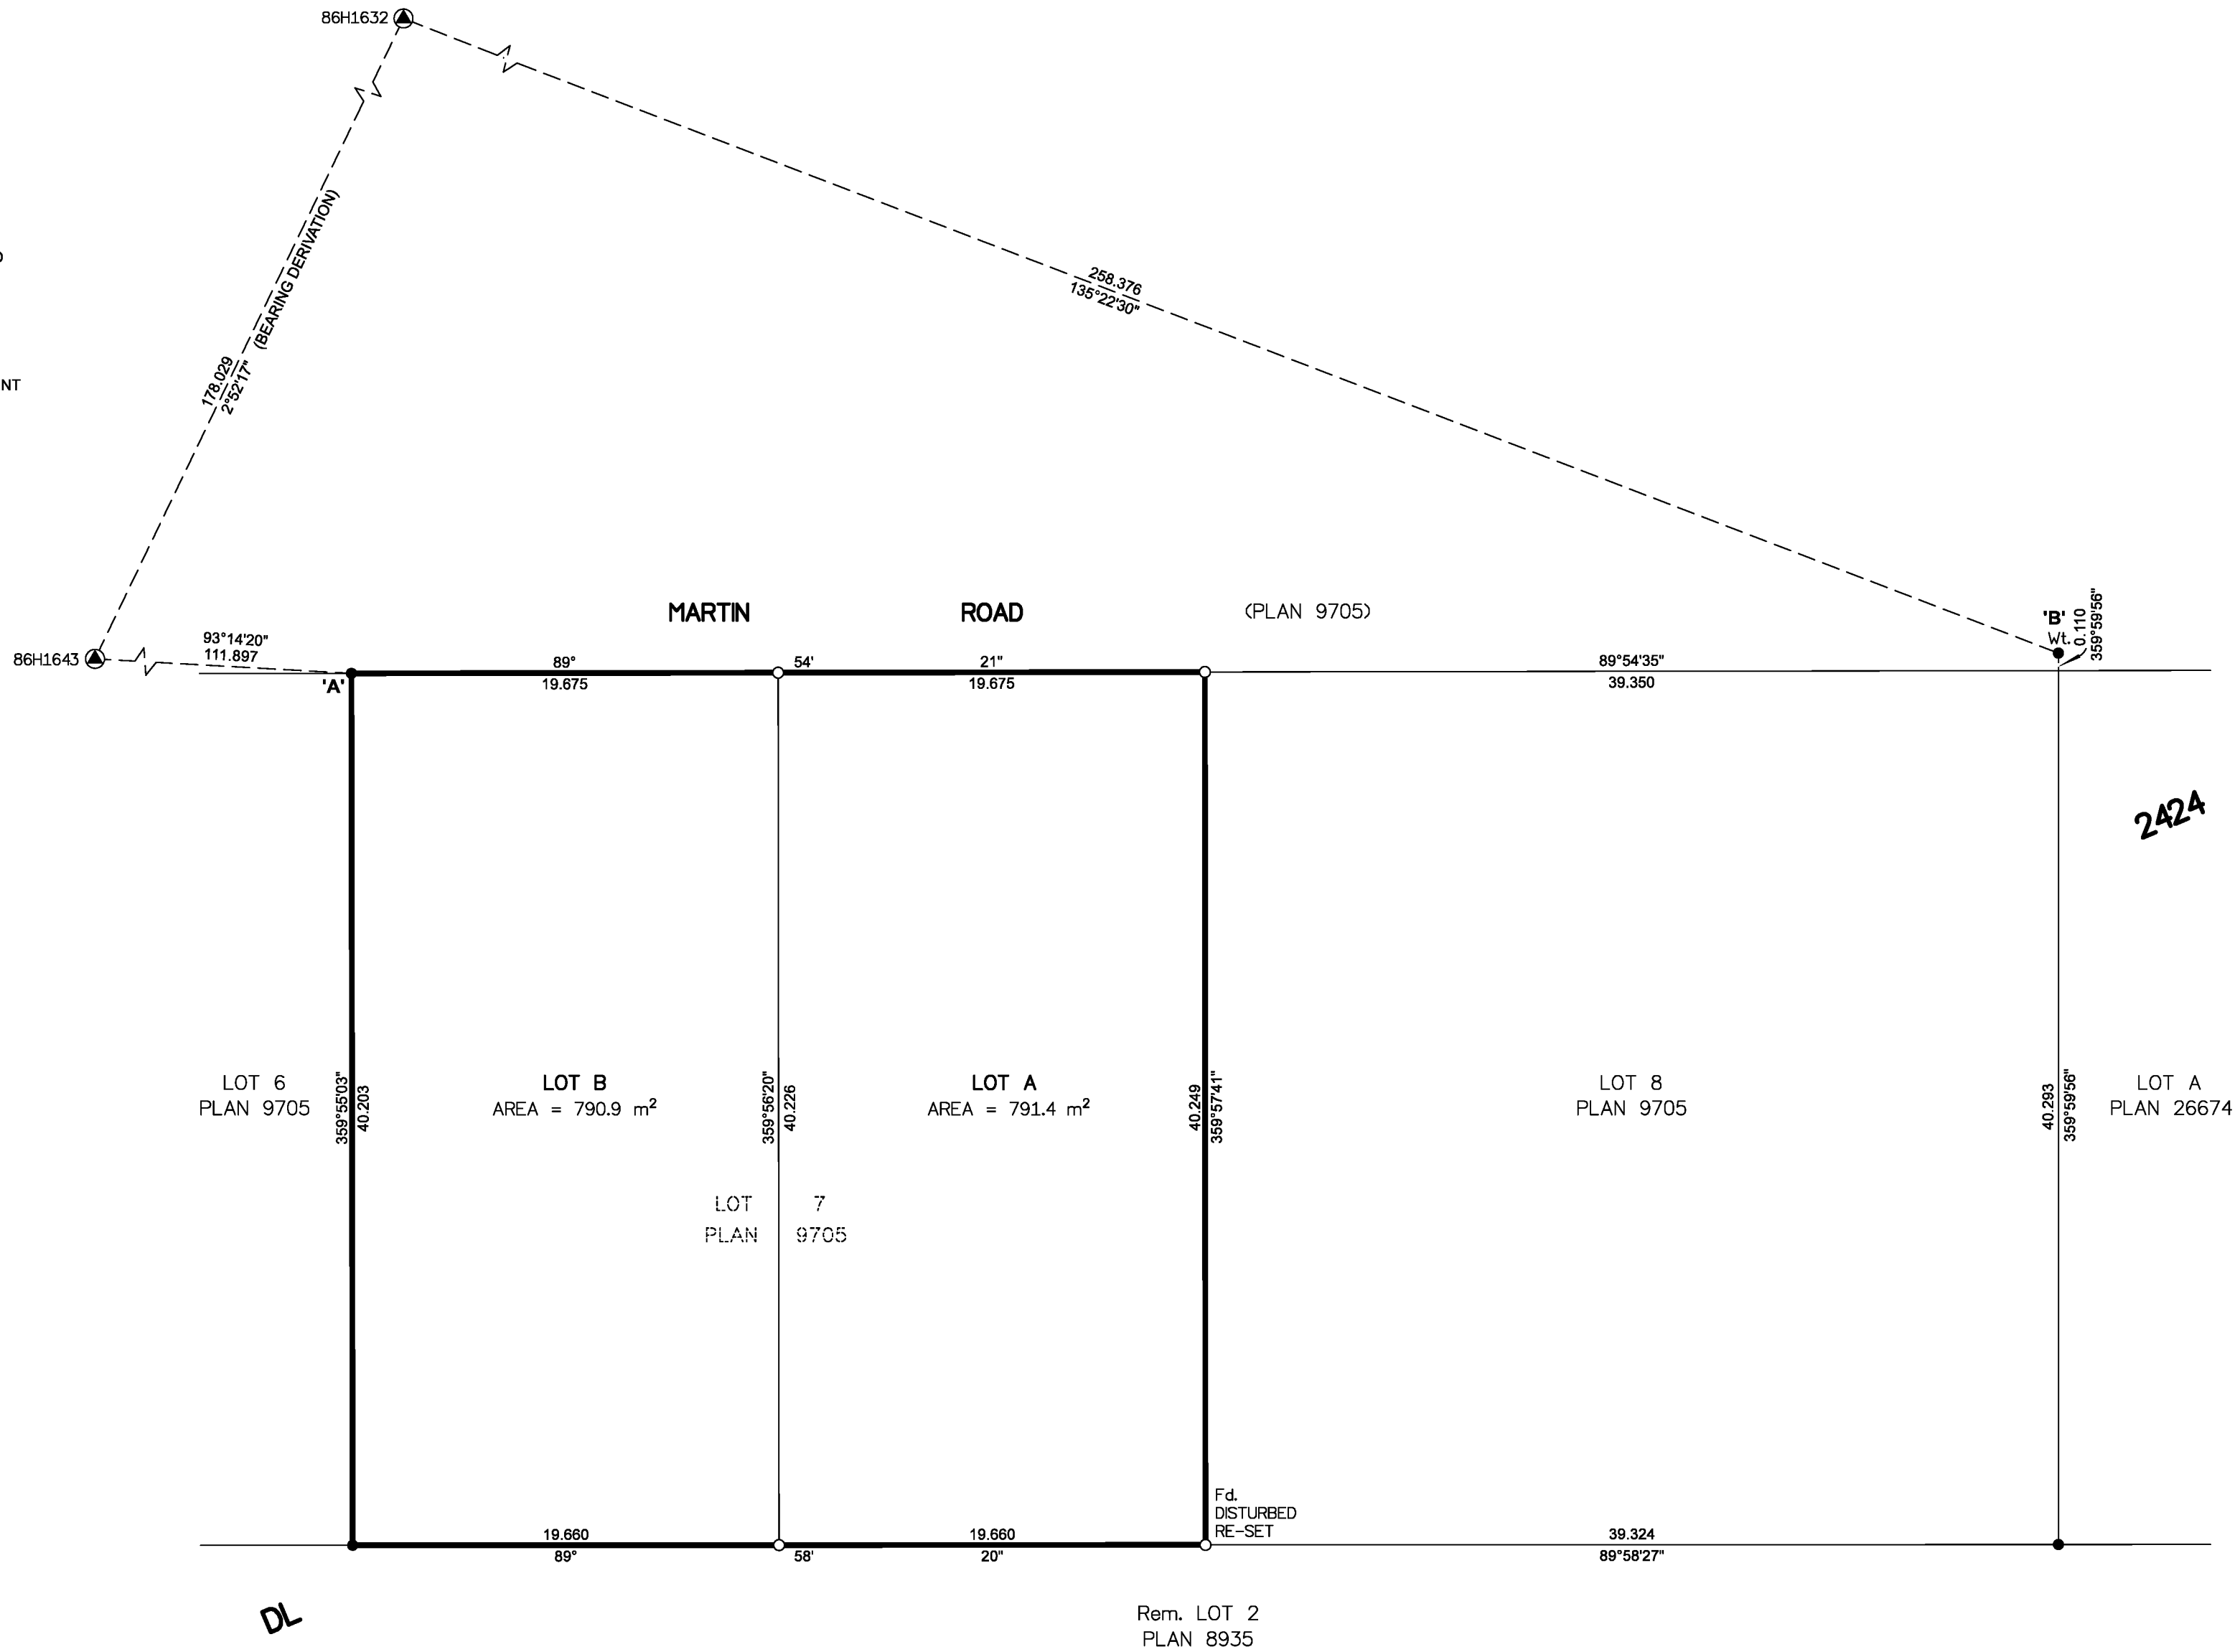 86H1632
178.029
2°52'17" (BEARING DERIVATION)
258.376
135°22'30"
NT
MARTIN ROAD (PLAN 9705)
'B'
Wt.
0.110
359°59'56"
86H1643
93°14'20"
111.897
'A'
89° 54' 21"
19.675 19.675
89°54'35"
39.350
2424
LOT 6
PLAN 9705
359°55'03"
40.203
LOT B
AREA = 790.9 m²
359°56'20"
40.226
LOT A
AREA = 791.4 m²
40.249
359°57'41"
LOT 8
PLAN 9705
40.293
359°59'56"
LOT A
PLAN 26674
LOT 7
PLAN 9705
Fd.
DISTURBED
RE-SET
19.660 19.660
89° 58' 20"
39.324
89°58'27"
DL
Rem. LOT 2
PLAN 8935